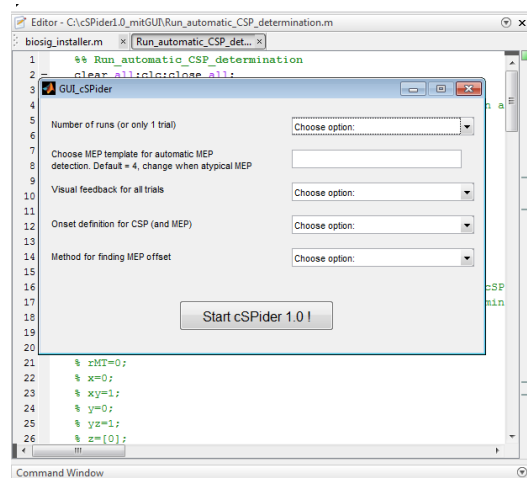 Editor - C:\cSPider1.0_mitGUI\Run_automatic_CSP_determination.m
biosig_installer.m × Run_automatic_CSP_det... ×
1 %% Run_automatic_CSP_determination
2 clear all;clc;close all;
3 GUI_cSPider
4 n a
5 Number of runs (or only 1 trial) Choose option:
6
7 Choose MEP template for automatic MEP
8 detection. Default = 4, change when atypical MEP
9
10 Visual feedback for all trials Choose option:
11
12 Onset definition for CSP (and MEP) Choose option:
13
14 Method for finding MEP offset Choose option:
15
16 cSP
17 min
18 Start cSPider 1.0 !
19
20
21 % rMT=0;
22 % x=0;
23 % xy=1;
24 % y=0;
25 % yz=1;
26 % z=[0];
Command Window